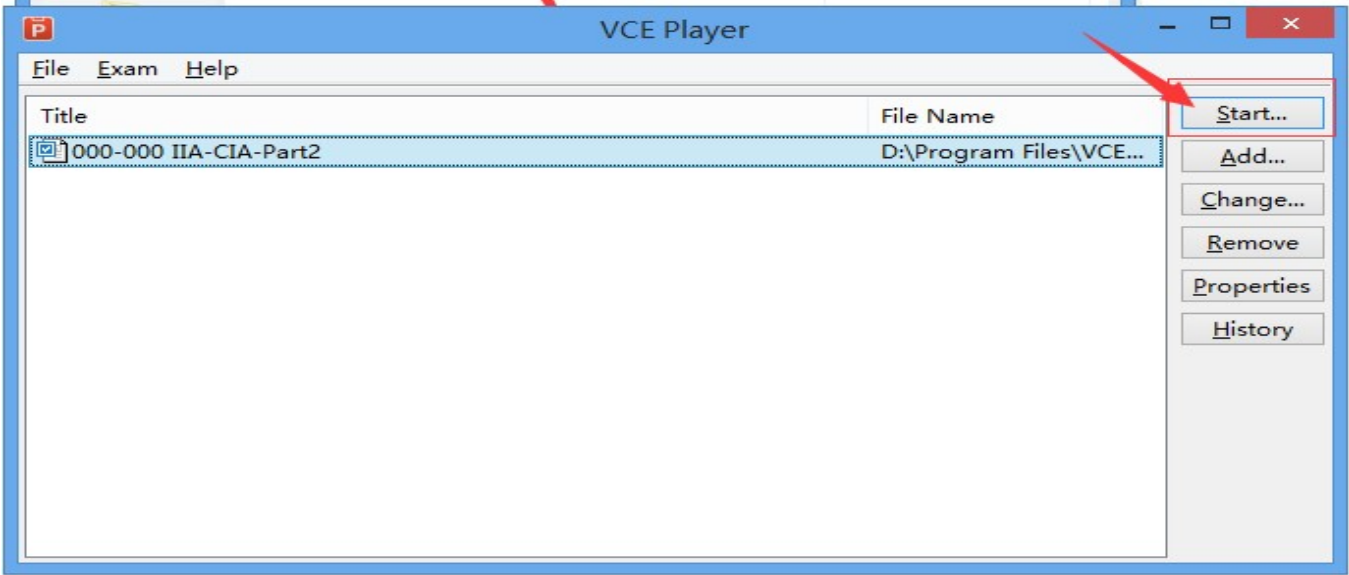 VCE Player
File Exam Help
Title File Name
000-000 IIA-CIA-Part2 D:\Program Files\VCE...
Start...
Add...
Change...
Remove
Properties
History